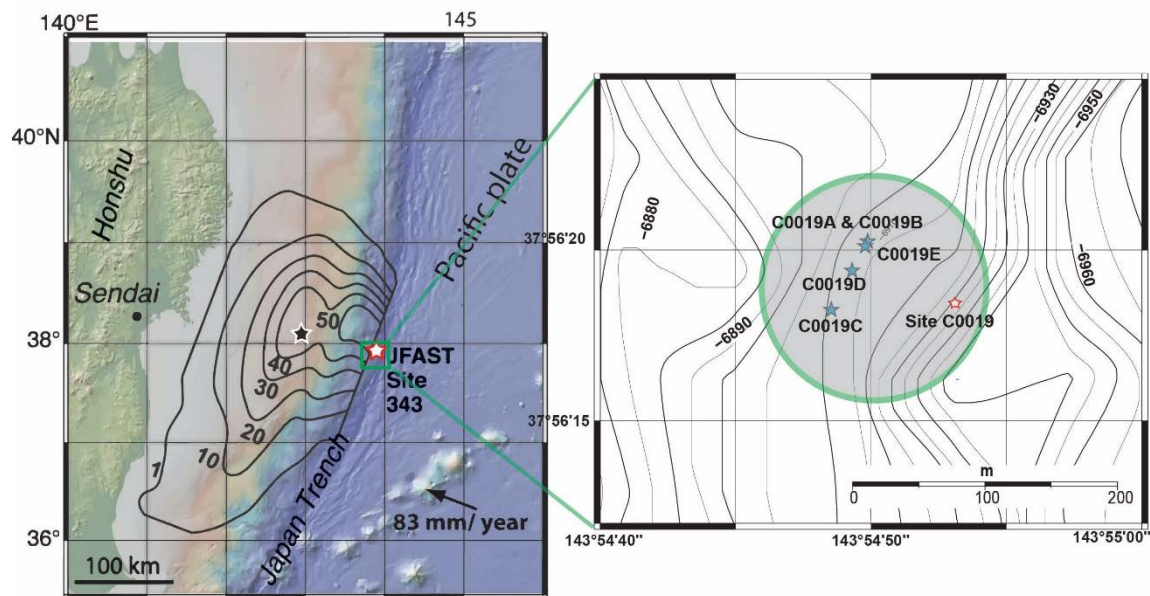 140°E
145
40°N
38°
36°
Honshu
Sendai
Pacific plate
50
40
30
20
10
1
JFAST
Site
343
Japan Trench
83 mm/ year
100 km
-6930
-6950
-6880
-6960
-6890
37°56'20
37°56'15
C0019A & C0019B
C0019E
C0019D
C0019C
Site C0019
m
0 100 200
143°54'40
143°54'50
143°55'00